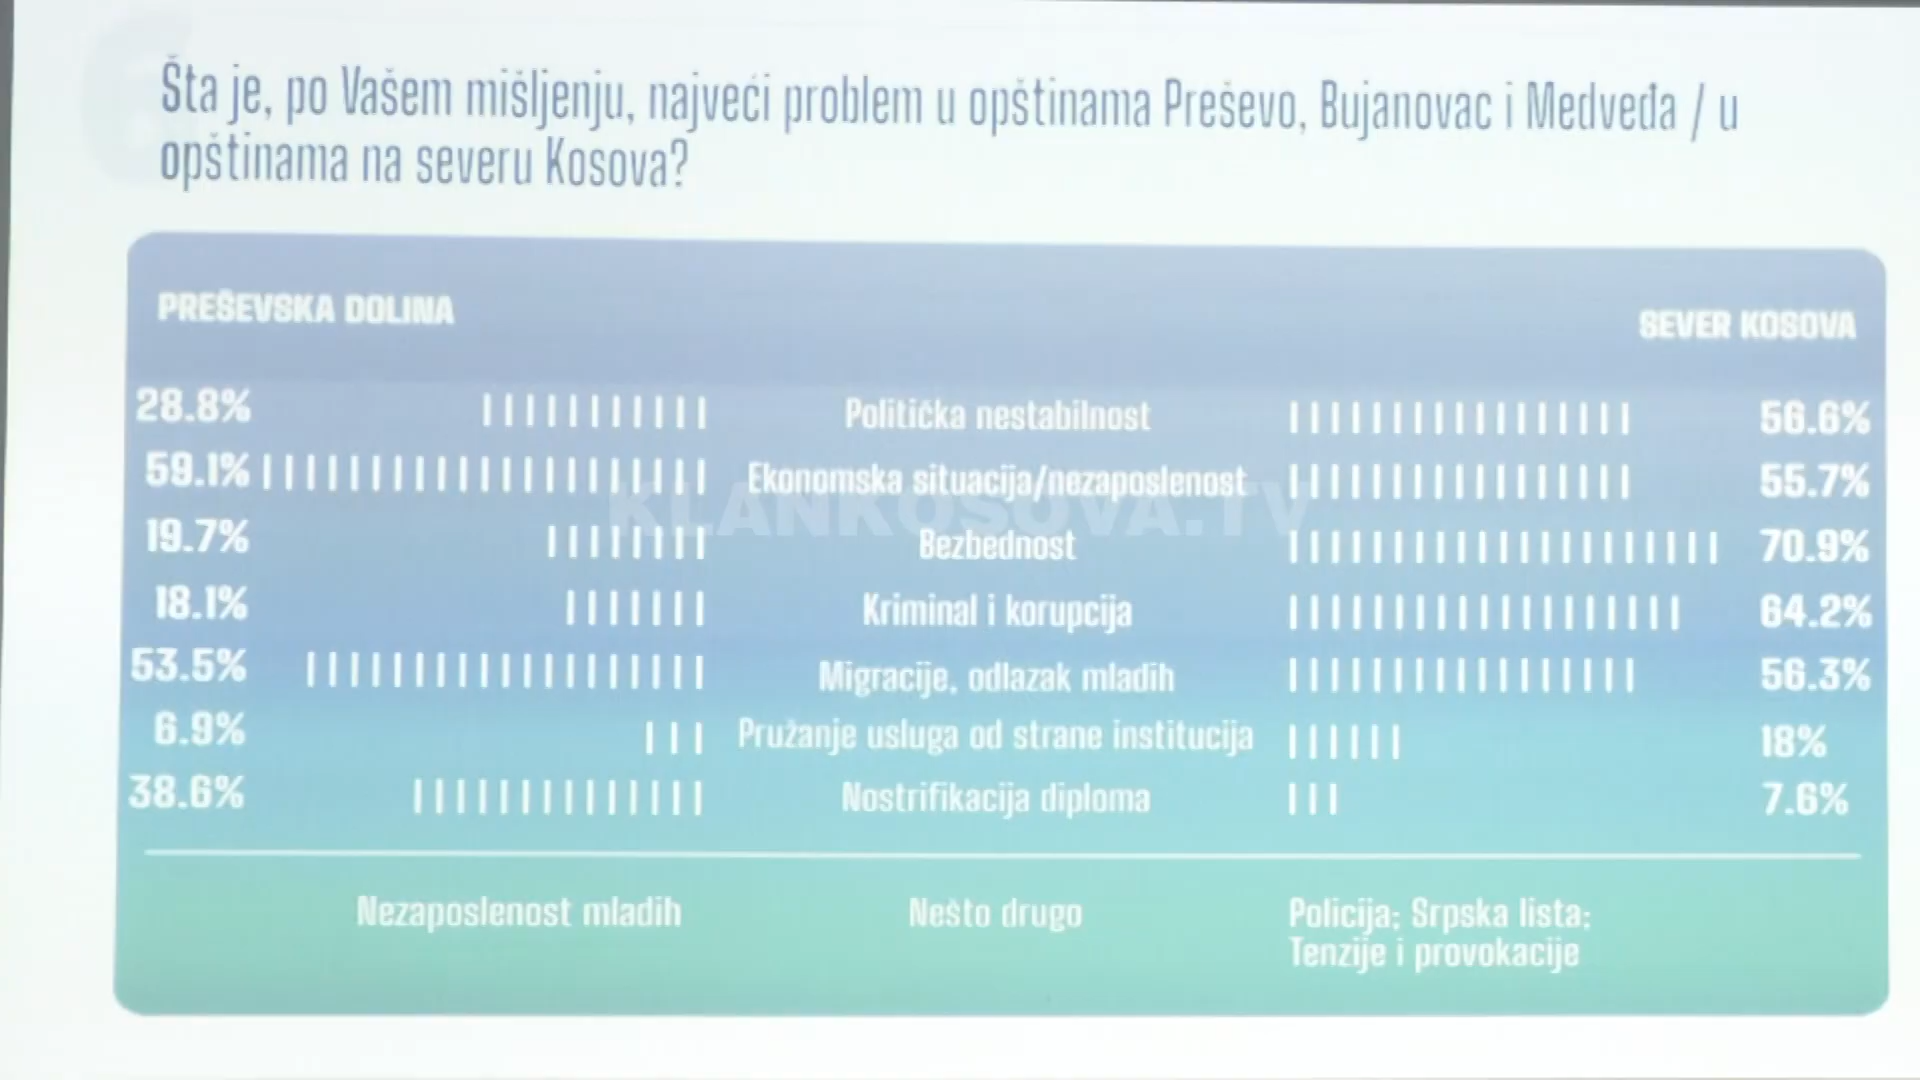 Šta je, po Vašem mišljenju, najveći problem u opštinama Preševo, Bujanovac i Medveđa / u
opštinama na severu Kosova?
PREŠEVSKA DOLINA
SEVER KOSOVA
28.8% Politička nestabilnost 56.6%
59.1% Ekonomska situacija/nezaposlenost 55.7%
KLANKOSOVA.TV
19.7% Bezbednost 70.9%
18.1% Kriminal i korupcija 64.2%
53.5% Migracije, odlazak mladih 56.3%
6.9% Pružanje usluga od strane institucija 18%
38.6% Nostrifikacija diploma 7.6%
Nezaposlenost mladih Nešto drugo Policija; Srpska lista;
Tenzije i provokacije